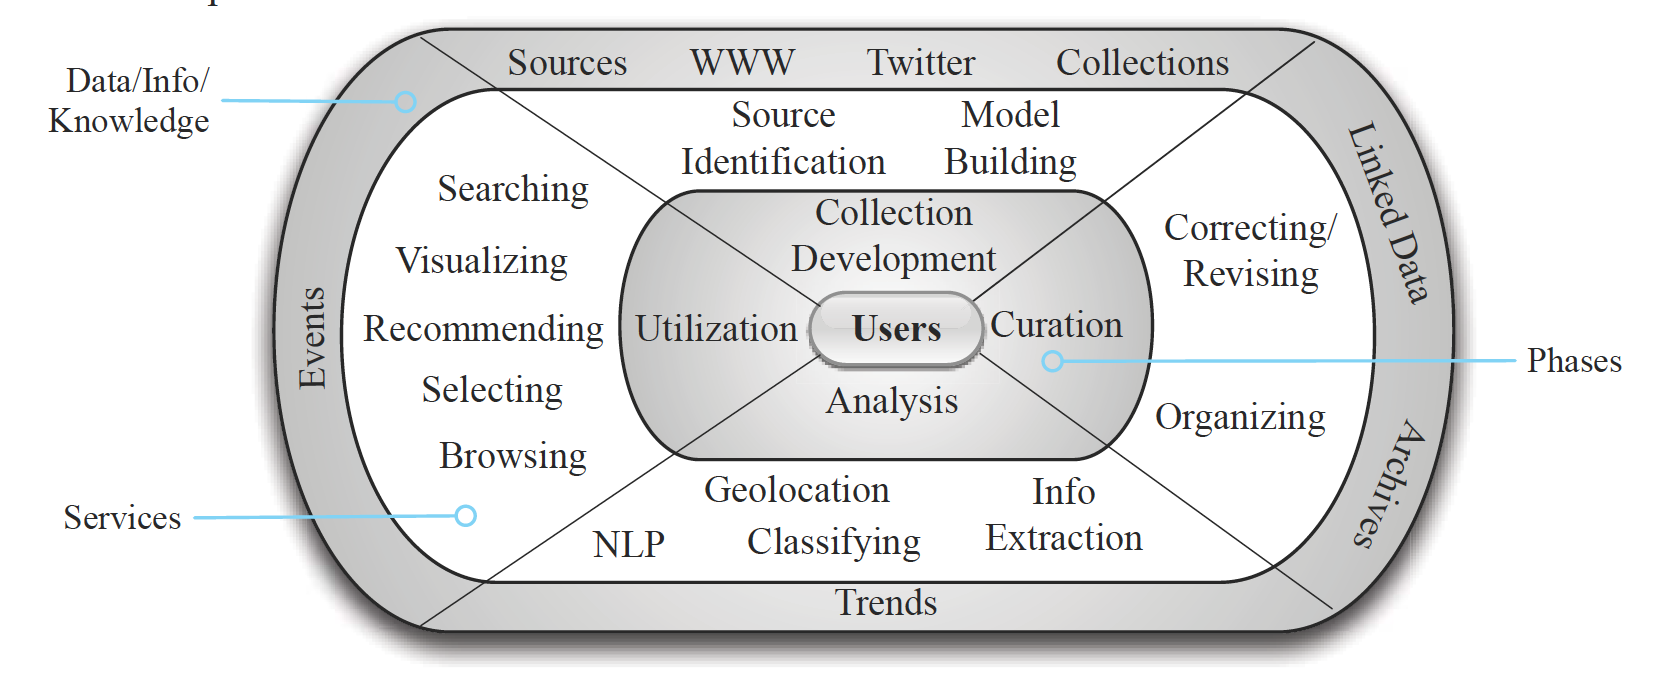 Data/Info/
Knowledge
Sources WWW Twitter Collections
Source
Identification
Model
Building
Searching
Visualizing
Recommending
Selecting
Browsing
Events
Collection
Development
Utilization
Users
Curation
Analysis
Correcting/
Revising
Organizing
Linked Data
Archives
Phases
Services
Geolocation
Info
Extraction
NLP
Classifying
Trends